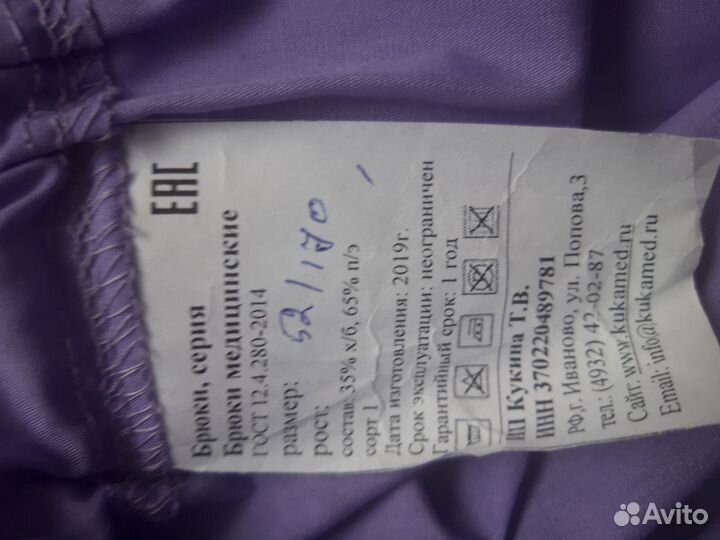 EAC
Брюки, серия
Брюки медицинские
ГОСТ 12.4.280-2014
размер: 52/170
рост:
состав: 35% х/б, 65% п/э
сорт 1
Дата изготовления: 2019г.
Срок эксплуатации: неограничен
Гарантийный срок: 1 год
ИП Кукина Т.В.
ИНН 370220489781
РФ,г. Иваново, ул. Попова,3
тел.: (4932) 42-02-87
Сайт: www.kukamed.ru
Email: info@kukamed.ru
Avito